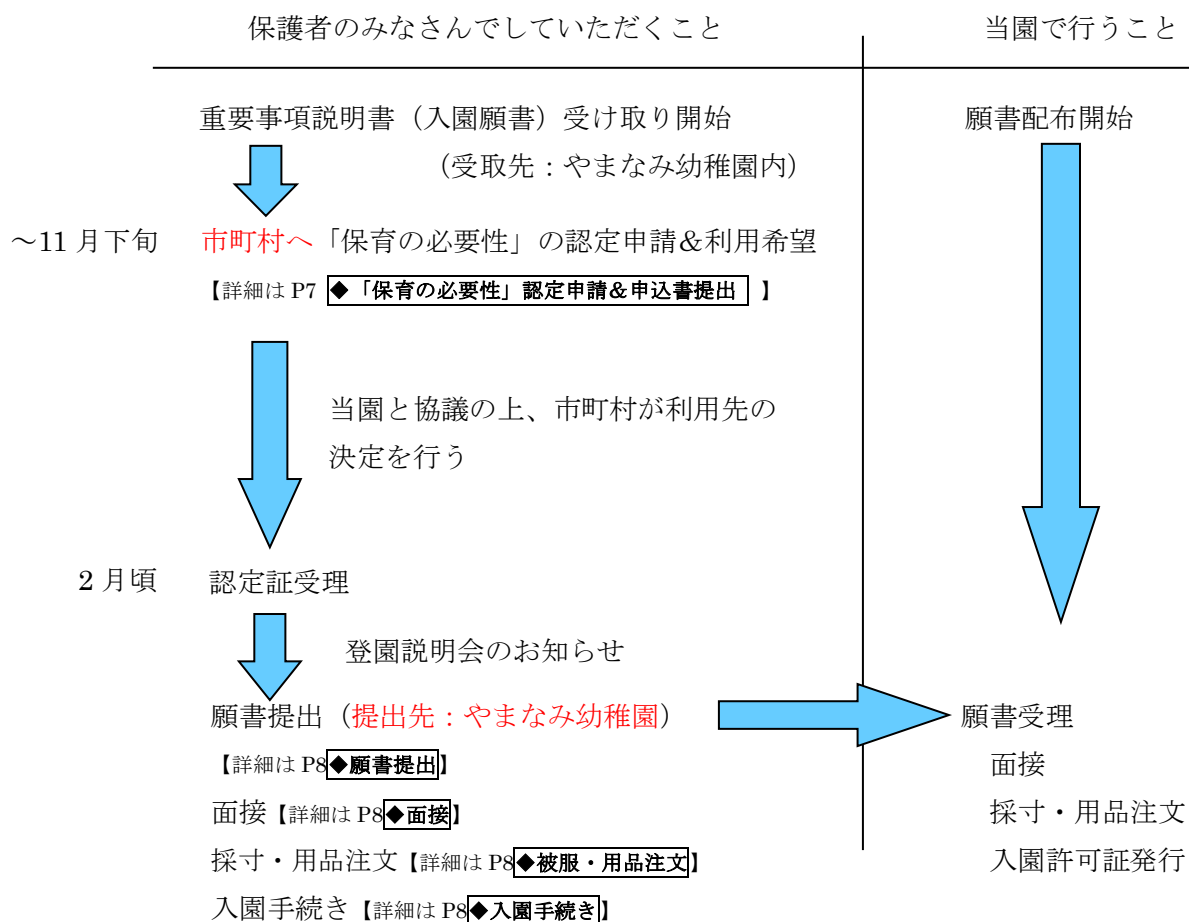 保護者のみなさんでしていただくこと
当園で行うこと
重要事項説明書（入園願書）受け取り開始
願書配布開始
（受取先：やまなみ幼稚園内）
～11月下旬 市町村へ「保育の必要性」の認定申請＆利用希望
【詳細は P7 ◆「保育の必要性」認定申請＆申込書提出 】
当園と協議の上、市町村が利用先の
決定を行う
2月頃 認定証受理
登園説明会のお知らせ
願書提出（提出先：やまなみ幼稚園）
願書受理
【詳細は P8◆願書提出】
面接
面接【詳細は P8◆面接】
採寸・用品注文
採寸・用品注文【詳細は P8◆被服・用品注文】
入園許可証発行
入園手続き【詳細は P8◆入園手続き】